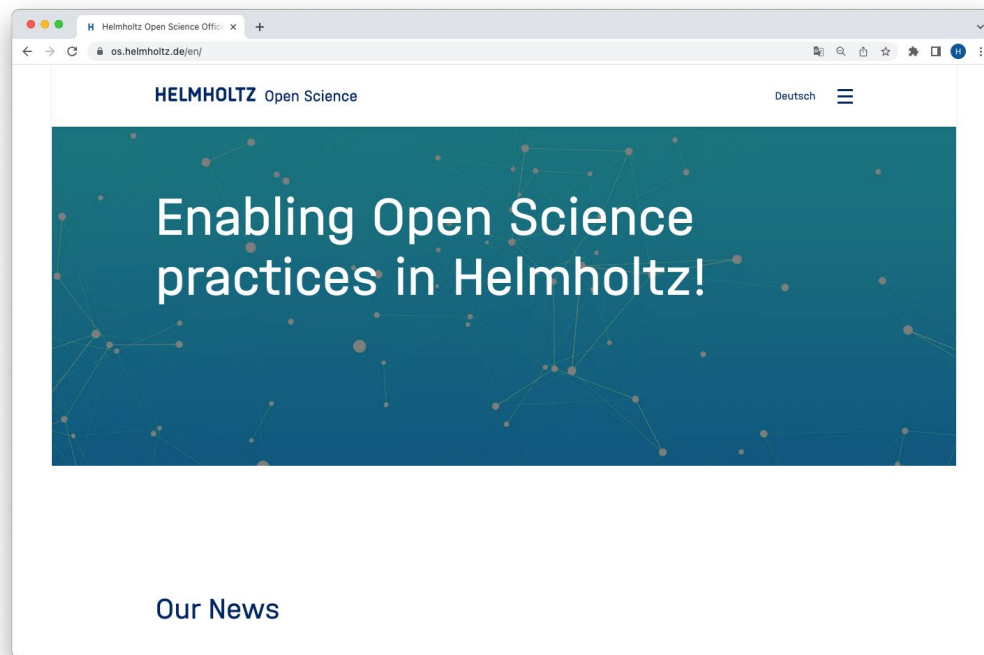 Helmholtz Open Science Office
os.helmholtz.de/en/
H
HELMHOLTZ Open Science
Deutsch
Enabling Open Science
practices in Helmholtz!
Our News